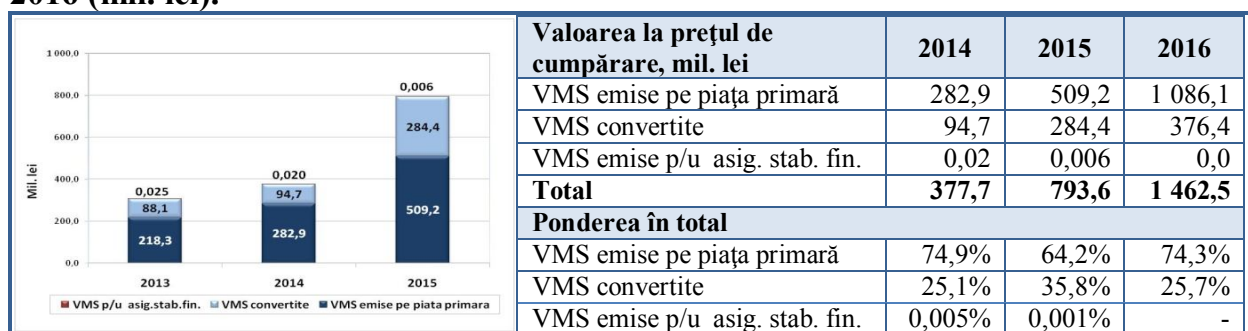 2016 (mil. lei).
1 000,0
800,0
600,0
400,0
200,0
0,0
Mil. lei
0,025
88,1
218,3
0,020
94,7
282,9
0,006
284,4
509,2
2013 2014 2015
VMS p/u asig.stab.fin. VMS convertite VMS emise pe piata primara
Valoarea la preţul de cumpărare, mil. lei 2014 2015 2016
VMS emise pe piaţa primară 282,9 509,2 1 086,1
VMS convertite 94,7 284,4 376,4
VMS emise p/u asig. stab. fin. 0,02 0,006 0,0
Total 377,7 793,6 1 462,5
Ponderea în total
VMS emise pe piaţa primară 74,9% 64,2% 74,3%
VMS convertite 25,1% 35,8% 25,7%
VMS emise p/u asig. stab. fin. 0,005% 0,001% -